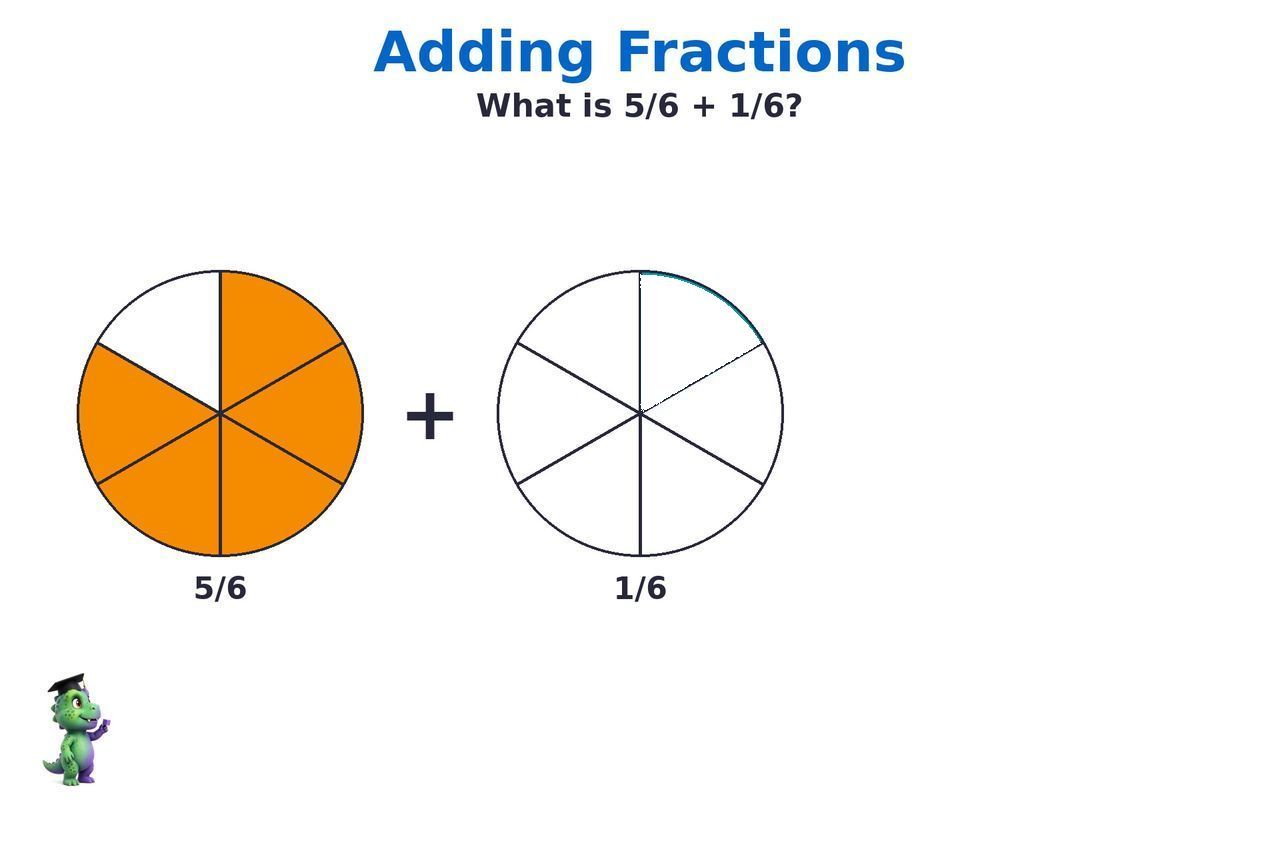 Adding Fractions
What is 5/6 + 1/6?
+
5/6
1/6